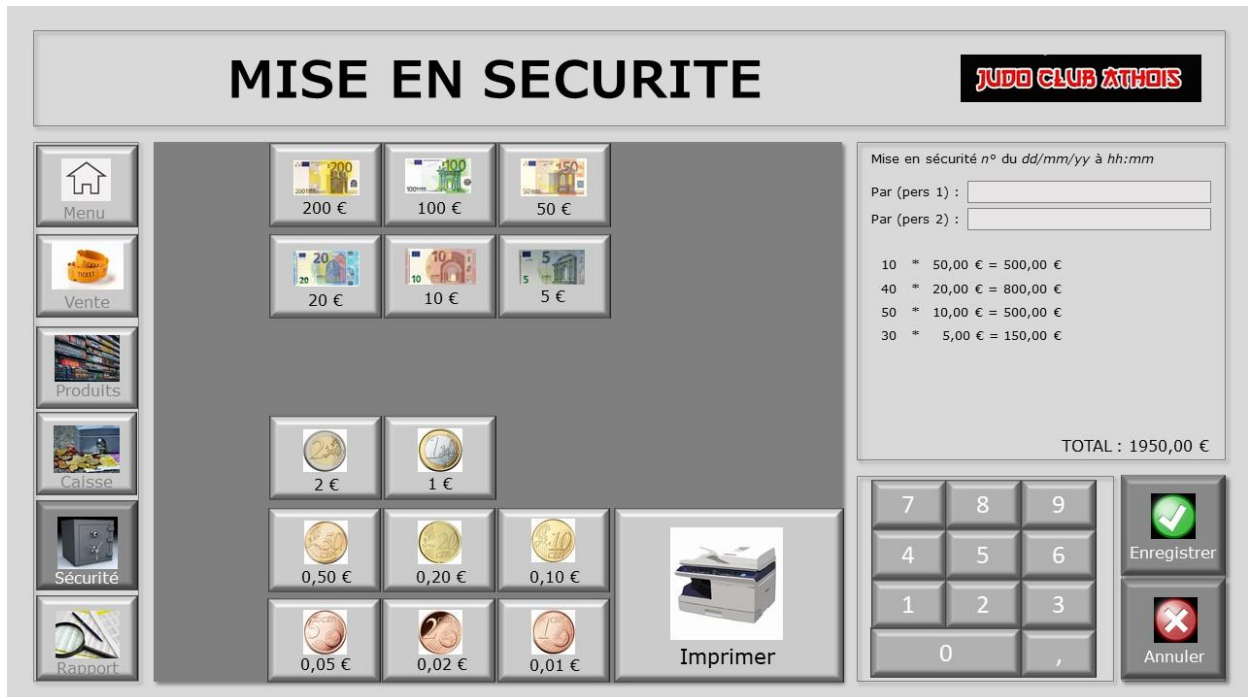 MISE EN SECURITE
JUDO CLUB ATHOIS
Menu
Vente
Produits
Caisse
Sécurité
Rapport
200 €
100 €
50 €
20 €
10 €
5 €
2 €
1 €
0,50 €
0,20 €
0,10 €
0,05 €
0,02 €
0,01 €
Imprimer
Mise en sécurité n° du dd/mm/yy à hh:mm
Par (pers 1) :
Par (pers 2) :
10 * 50,00 € = 500,00 €
40 * 20,00 € = 800,00 €
50 * 10,00 € = 500,00 €
30 * 5,00 € = 150,00 €
TOTAL : 1950,00 €
7 8 9
4 5 6
1 2 3
0 ,
Enregistrer
Annuler